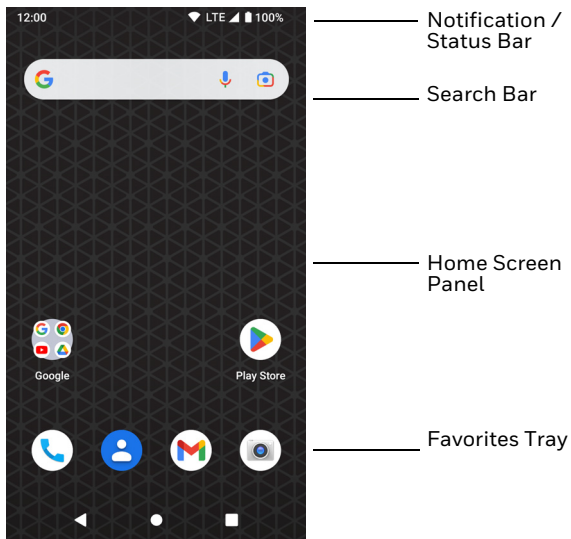 12:00 LTE 100%
Notification /
Status Bar
Search Bar
Home Screen
Panel
Google Play Store
Favorites Tray